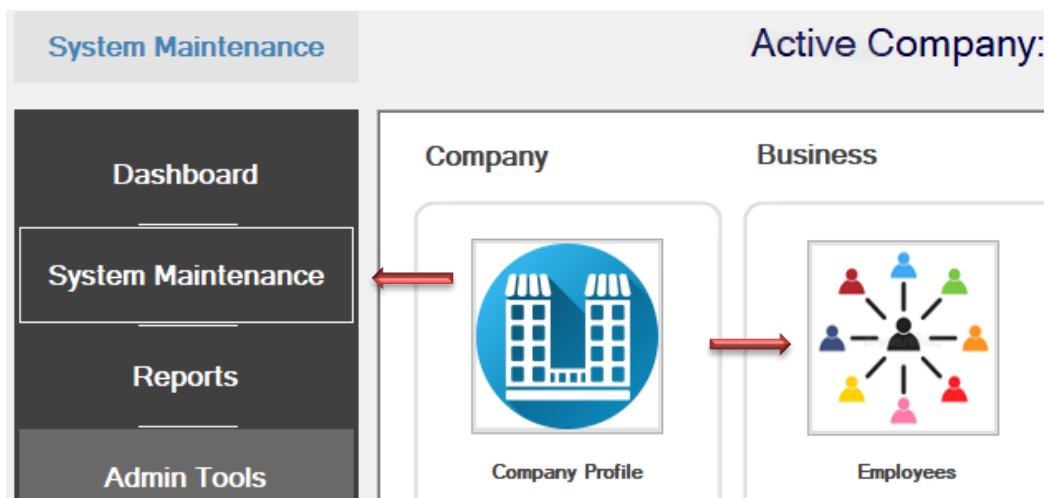 System Maintenance
Active Company:
Dashboard
System Maintenance
Reports
Admin Tools
Company
Business
Company Profile
Employees